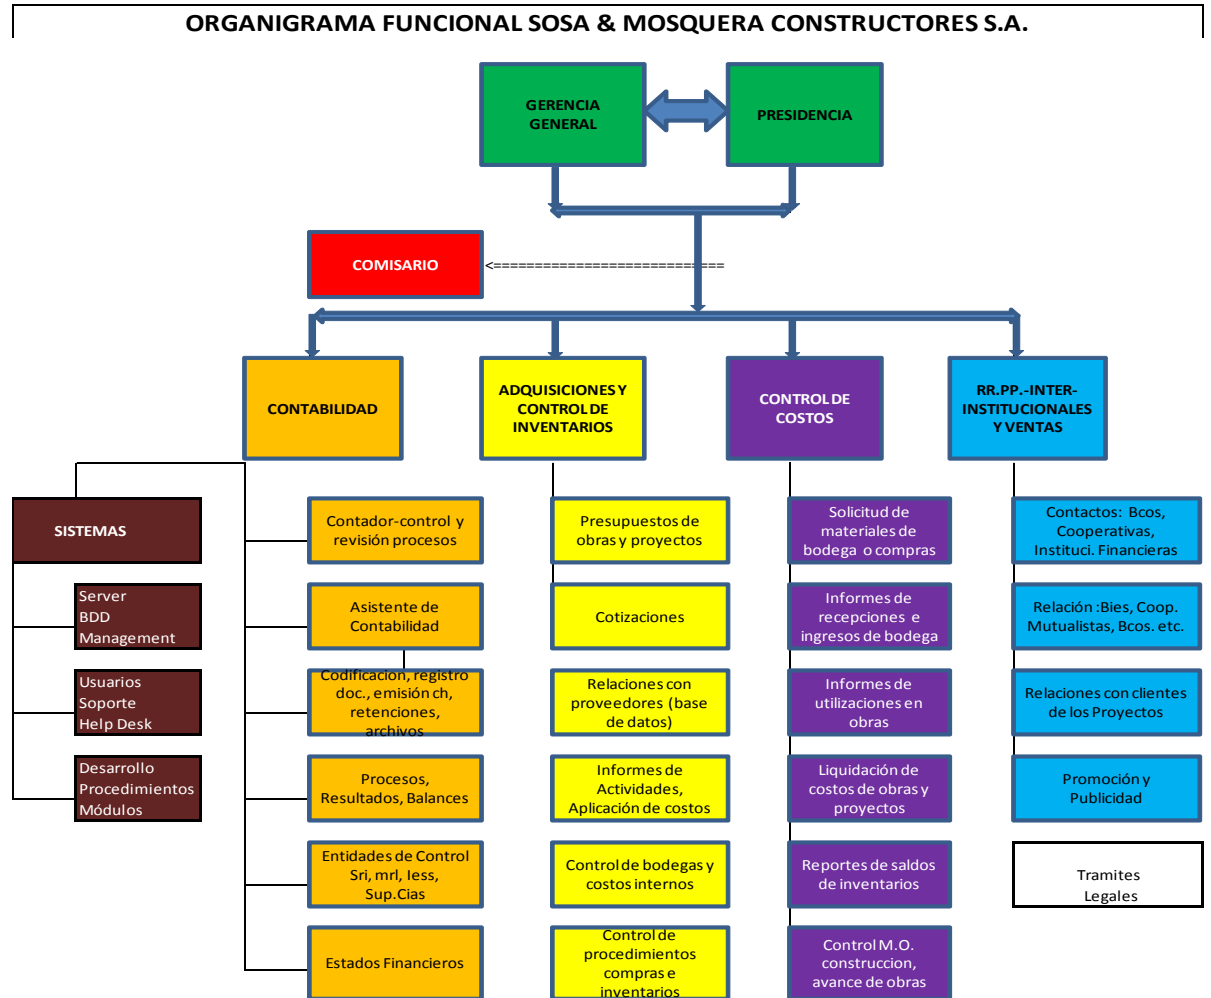 ORGANIGRAMA FUNCIONAL SOSA & MOSQUERA CONSTRUCTORES S.A.
GERENCIA
GENERAL
PRESIDENCIA
COMISARIO
<===========================
CONTABILIDAD
ADQUISICIONES Y
CONTROL DE
INVENTARIOS
CONTROL DE
COSTOS
RR.PP.-INTER-
INSTITUCIONALES
Y VENTAS
SISTEMAS
Server
BDD
Management
Usuarios
Soporte
Help Desk
Desarrollo
Procedimientos
Módulos
Contador-control y
revisión procesos
Asistente de
Contabilidad
Codificacion, registro
doc., emisión ch,
retenciones,
archivos
Procesos,
Resultados, Balances
Entidades de Control
Sri, mrl, Iess,
Sup.Cias
Estados Financieros
Presupuestos de
obras y proyectos
Cotizaciones
Relaciones con
proveedores (base
de datos)
Informes de
Actividades,
Aplicación de costos
Control de bodegas y
costos internos
Control de
procedimientos
compras e
inventarios
Solicitud de
materiales de
bodega o compras
Informes de
recepciones e
ingresos de bodega
Informes de
utilizaciones en
obras
Liquidación de
costos de obras y
proyectos
Reportes de saldos
de inventarios
Control M.O.
construccion,
avance de obras
Contactos: Bcos,
Cooperativas,
Instituci. Financieras
Relación :Bies, Coop.
Mutualistas, Bcos. etc.
Relaciones con clientes
de los Proyectos
Promoción y
Publicidad
Tramites
Legales